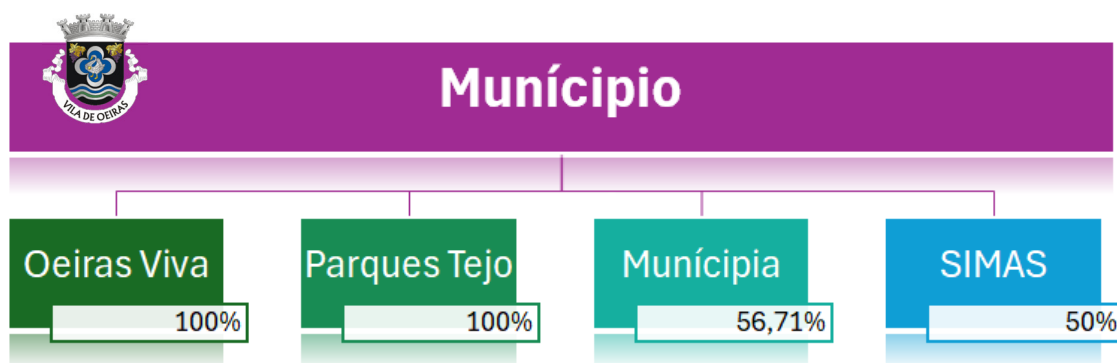 Munícipio
VILA DE OEIRAS
Oeiras Viva
100%
Parques Tejo
100%
Munícipia
56,71%
SIMAS
50%